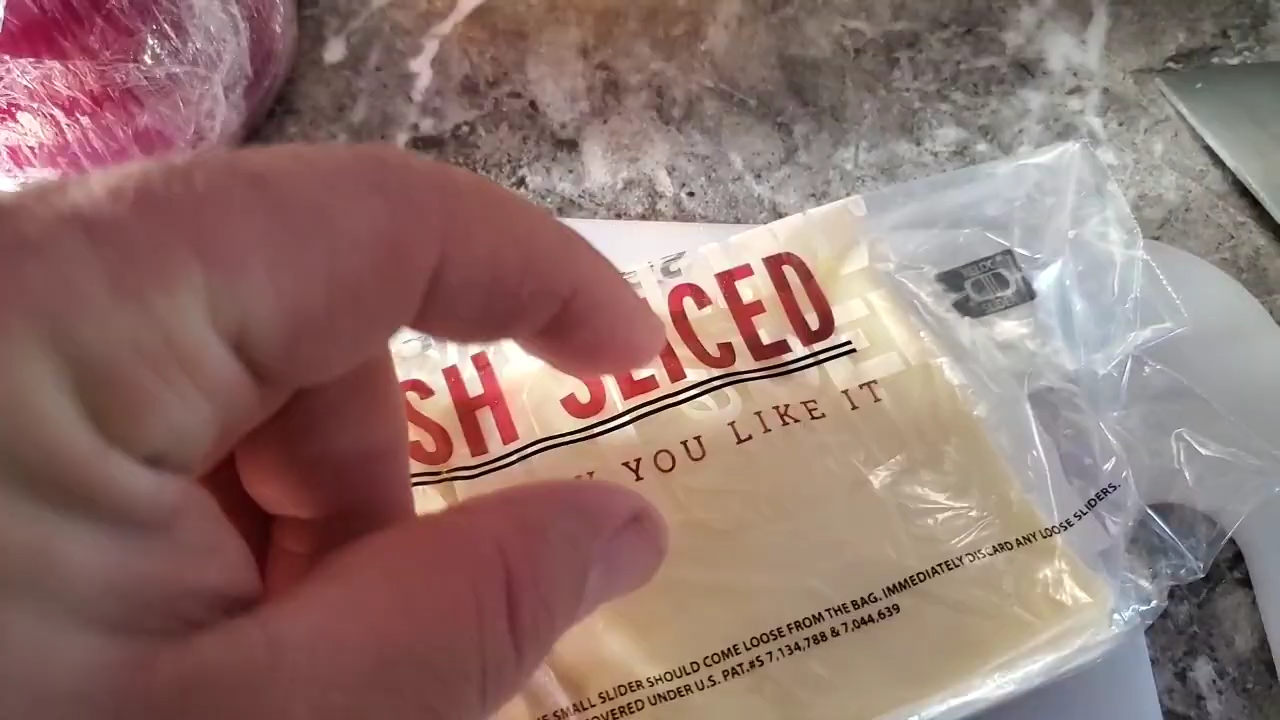 SH SLICED
YOU LIKE IT
SMALL SLIDER SHOULD COME LOOSE FROM THE BAG. IMMEDIATELY DISCARD ANY LOOSE SLIDERS.
OVERED UNDER U.S. PAT.#S 7,134,788 & 7,044,639